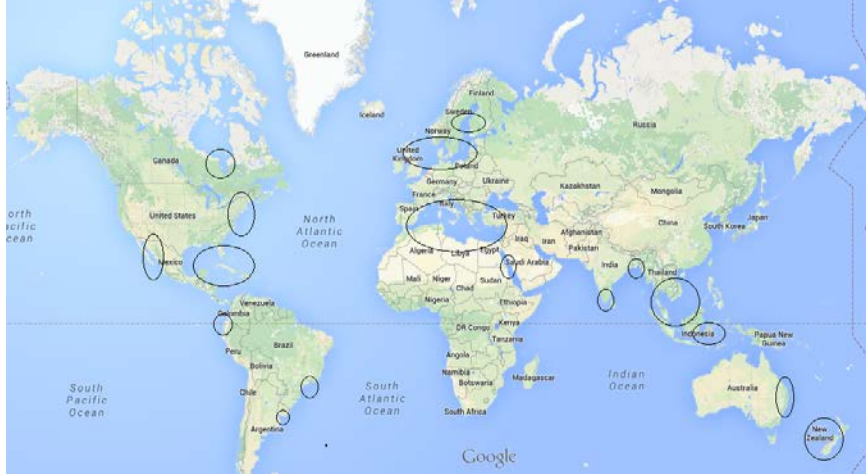 Greenland
Iceland
Finland
Sweden
Norway
Russia
United
Kingdom
Canada
Poland
Germany
Ukraine
France
Kazakhstan
Mongolia
Italy
Spain
Turkey
United States
North
Atlantic
Ocean
orth
acific
cean
China
Japan
South Korea
Afghanistan
Iraq
Iran
Pakistan
Algeria
Libya
Egypt
Saudi Arabia
India
Mexico
Mali
Niger
Sudan
Chad
Thailand
Nigeria
Ethiopia
Venezuela
Colombia
DR Congo
Kenya
Tanzania
Indonesia
Papua New
Guinea
Peru
Brazil
Bolivia
Angola
Namibia
Botswana
Madagascar
Indian
Ocean
Australia
South
Pacific
Ocean
Chile
South
Atlantic
Ocean
South Africa
Argentina
New
Zealand
Google